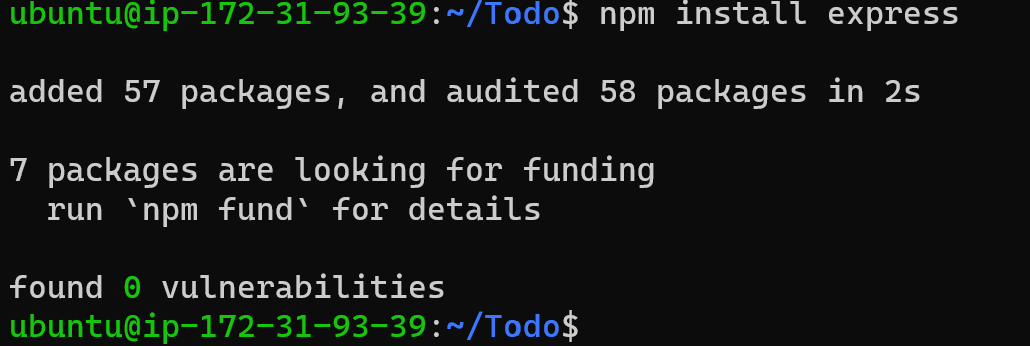 ubuntu@ip-172-31-93-39:~/Todo$ npm install express
added 57 packages, and audited 58 packages in 2s
7 packages are looking for funding
  run `npm fund` for details
found 0 vulnerabilities
ubuntu@ip-172-31-93-39:~/Todo$